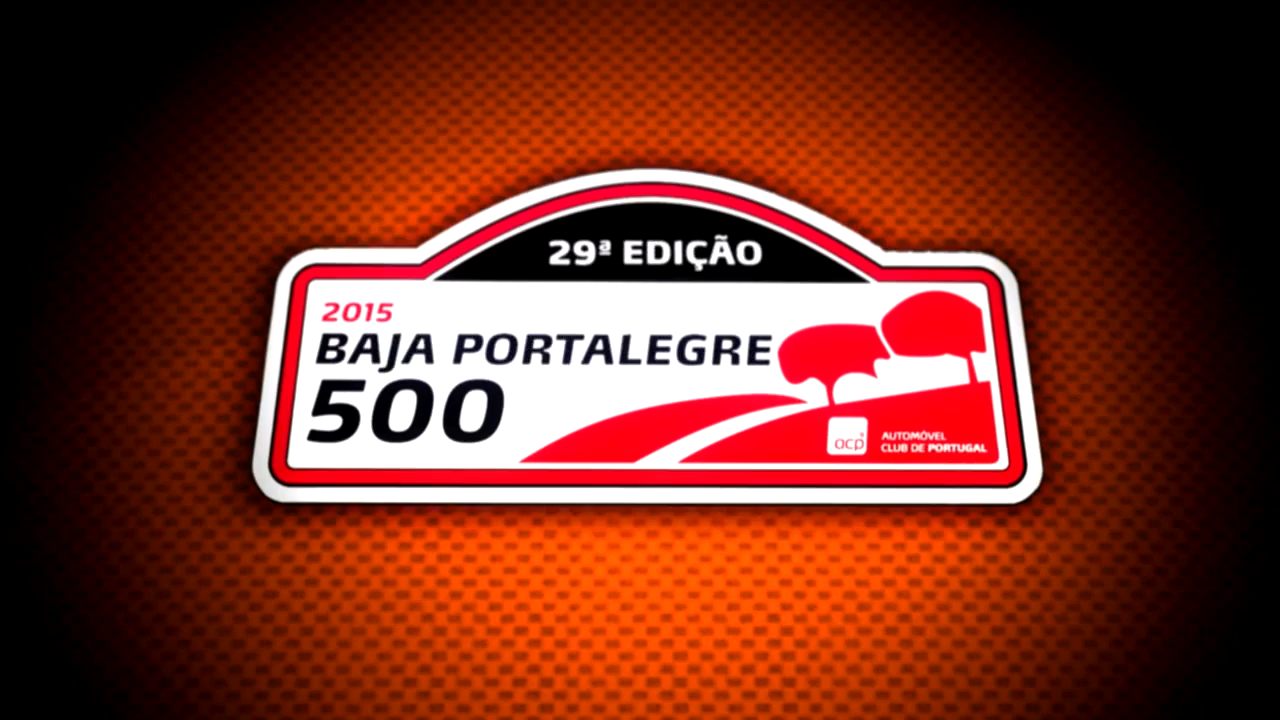 29ª EDIÇÃO
2015
BAJA PORTALEGRE
500
acp
AUTOMÓVEL
CLUB DE PORTUGAL